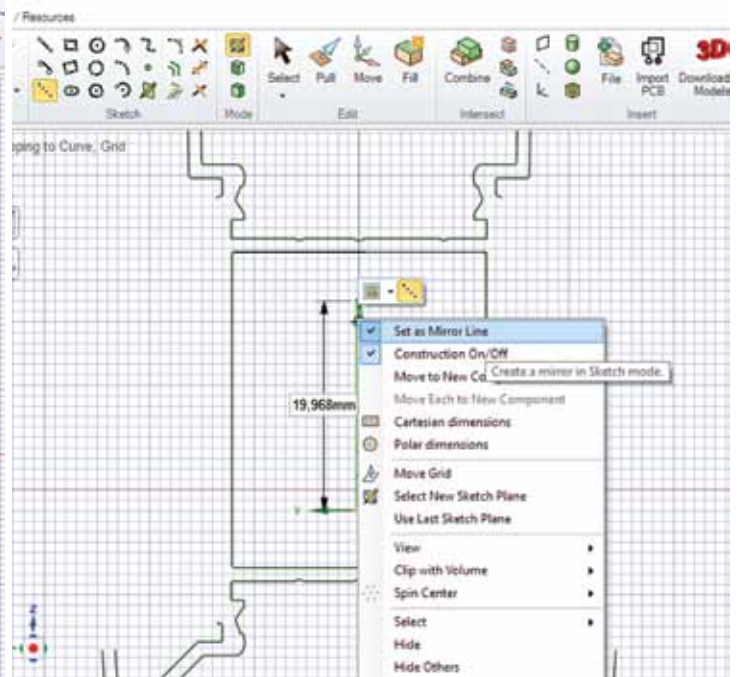 / Resources
Select
Pull
Move
Fill
Combine
File
Import PCB
Download Models
3D
Sketch
Mode
Edit
Intersect
Insert
pping to Curve, Grid
Set as Mirror Line
Construction On/Off
Create a mirror in Sketch mode.
Move to New Co
Move Each to New Component
19,968mm
Cartesian dimensions
Polar dimensions
Move Grid
Select New Sketch Plane
Y
Use Last Sketch Plane
View
Clip with Volume
Spin Center
Select
Hide
Hide Others